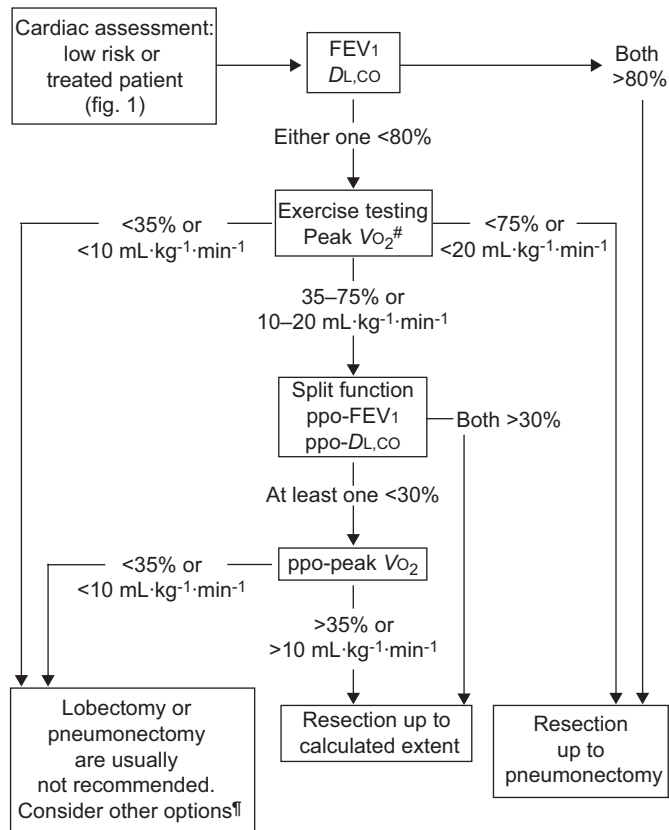 Cardiac assessment:
low risk or
treated patient
(fig. 1)
FEV1
DL,CO
Both
>80%
Either one <80%
<35% or
<10 mL·kg-1·min-1
Exercise testing
Peak VO2#
<75% or
<20 mL·kg-1·min-1
35–75% or
10–20 mL·kg-1·min-1
Split function
ppo-FEV1
ppo-DL,CO
Both >30%
At least one <30%
<35% or
<10 mL·kg-1·min-1
ppo-peak VO2
>35% or
>10 mL·kg-1·min-1
Lobectomy or
pneumonectomy
are usually
not recommended.
Consider other options¶
Resection up to
calculated extent
Resection
up to
pneumonectomy